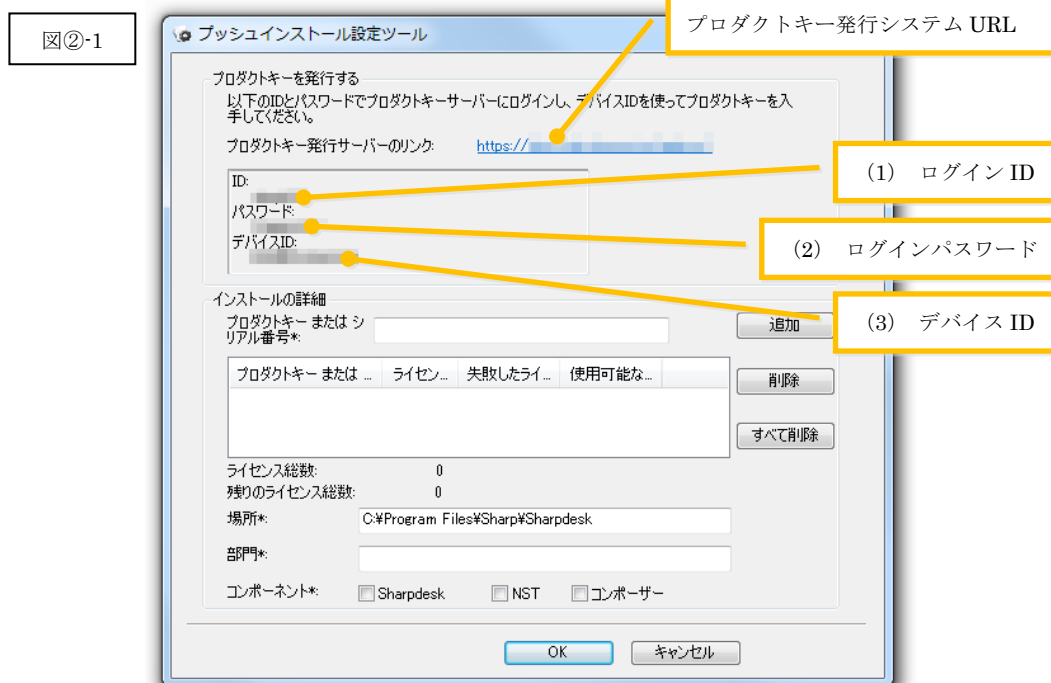 図②-1
プロダクトキー発行システム URL
プッシュインストール設定ツール
プロダクトキーを発行する
以下のIDとパスワードでプロダクトキーサーバーにログインし、デバイスIDを使ってプロダクトキーを入
手してください。
プロダクトキー発行サーバーのリンク: https://
(1) ログイン ID
ID:
パスワード:
(2) ログインパスワード
デバイスID:
(3) デバイス ID
インストールの詳細
プロダクトキー または シ
リアル番号*:
追加
プロダクトキー または ... ライセン... 失敗したライ... 使用可能な...
削除
すべて削除
ライセンス総数: 0
残りのライセンス総数: 0
場所*: C:¥Program Files¥Sharp¥Sharpdesk
部門*:
コンポーネント*: Sharpdesk NST コンポーザー
OK キャンセル